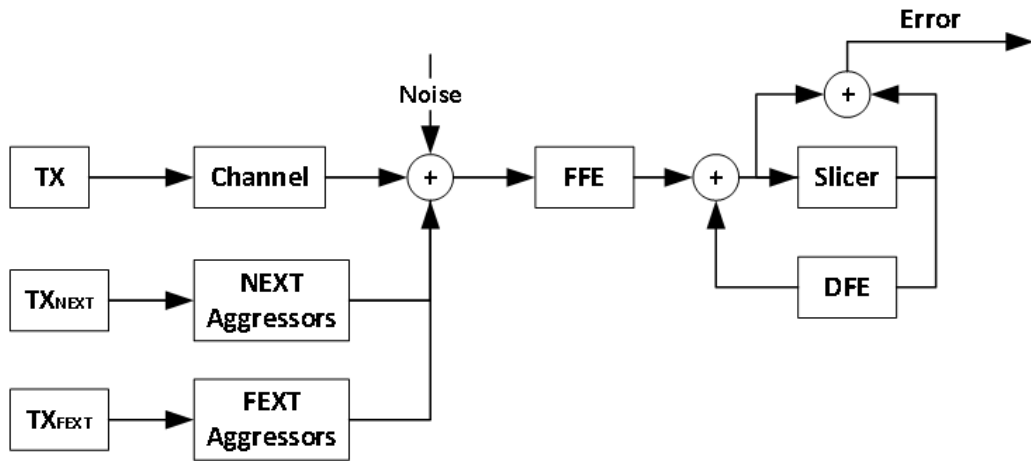 Error
Noise
+
TX
Channel
+
FFE
+
Slicer
TXNEXT
NEXT
Aggressors
DFE
TXFEXT
FEXT
Aggressors
+